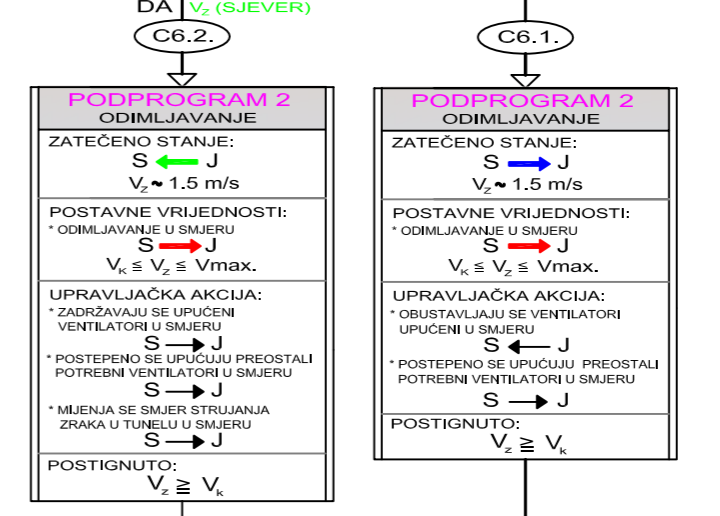 DA V_z (SJEVER)
C6.2.
PODPROGRAM 2
ODIMLJAVANJE
ZATEČENO STANJE:
S ← J
V_z ~ 1.5 m/s
POSTAVNE VRIJEDNOSTI:
* ODIMLJAVANJE U SMJERU
S → J
V_K ≦ V_z ≦ Vmax.
UPRAVLJAČKA AKCIJA:
* ZADRŽAVAJU SE UPUĆENI
VENTILATORI U SMJERU
S → J
* POSTEPENO SE UPUĆUJU PREOSTALI
POTREBNI VENTILATORI U SMJERU
S → J
* MIJENJA SE SMJER STRUJANJA
ZRAKA U TUNELU U SMJERU
S → J
POSTIGNUTO:
V_z ≧ V_k
C6.1.
PODPROGRAM 2
ODIMLJAVANJE
ZATEČENO STANJE:
S → J
V_z ~ 1.5 m/s
POSTAVNE VRIJEDNOSTI:
* ODIMLJAVANJE U SMJERU
S → J
V_K ≦ V_z ≦ Vmax.
UPRAVLJAČKA AKCIJA:
* OBUSTAVLJAJU SE VENTILATORI
UPUĆENI U SMJERU
S ← J
* POSTEPENO SE UPUĆUJU PREOSTALI
POTREBNI VENTILATORI U SMJERU
S → J
POSTIGNUTO:
V_z ≧ V_k